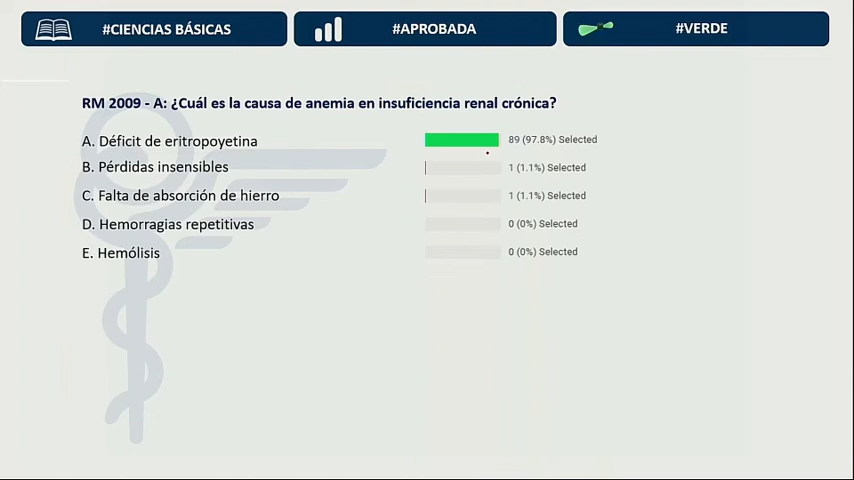 #CIENCIAS BÁSICAS
#APROBADA
#VERDE
RM 2009 - A: ¿Cuál es la causa de anemia en insuficiencia renal crónica?
A. Déficit de eritropoyetina
89 (97.8%) Selected
B. Pérdidas insensibles
1 (1.1%) Selected
C. Falta de absorción de hierro
1 (1.1%) Selected
D. Hemorragias repetitivas
0 (0%) Selected
E. Hemólisis
0 (0%) Selected